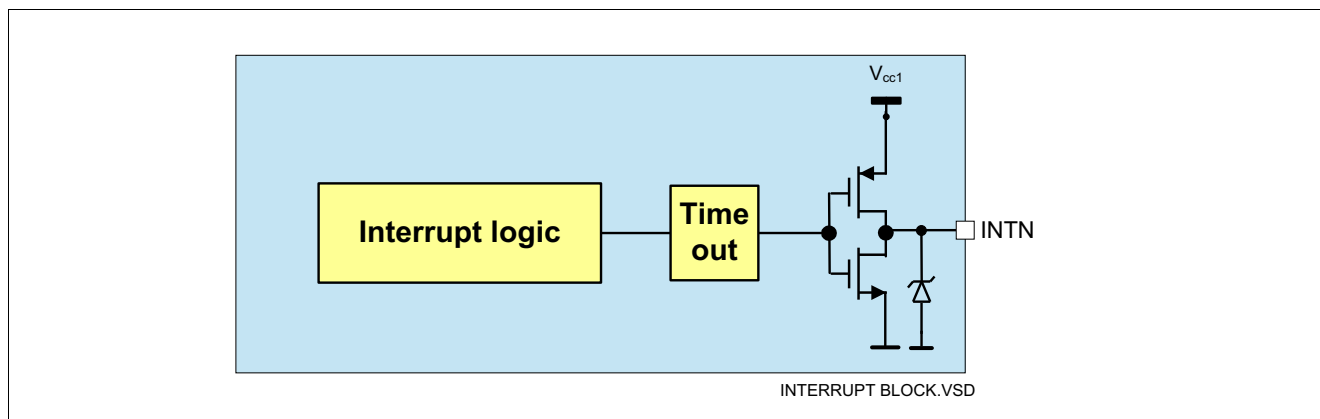 Vcc1
Interrupt logic
Time
out
INTN
INTERRUPT BLOCK.VSD